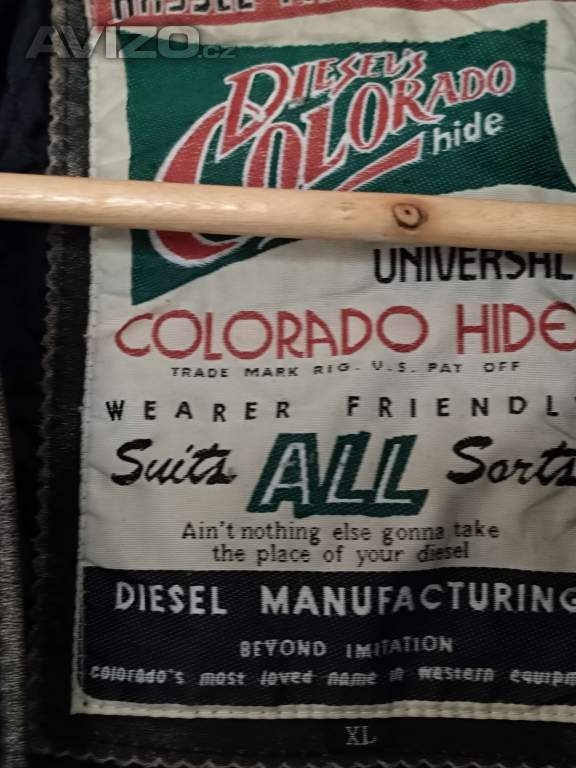 AVIZO.cz
HASSLE
DIESEL'S
COLORADO
hide
UNIVERSAL
COLORADO HIDE
TRADE MARK RIG. U.S. PAT OFF
WEARER FRIENDLY
Suits ALL Sorts
Ain't nothing else gonna take
the place of your diesel
DIESEL MANUFACTURING
BEYOND IMITATION
colorado's most loved name in western equipm
XL